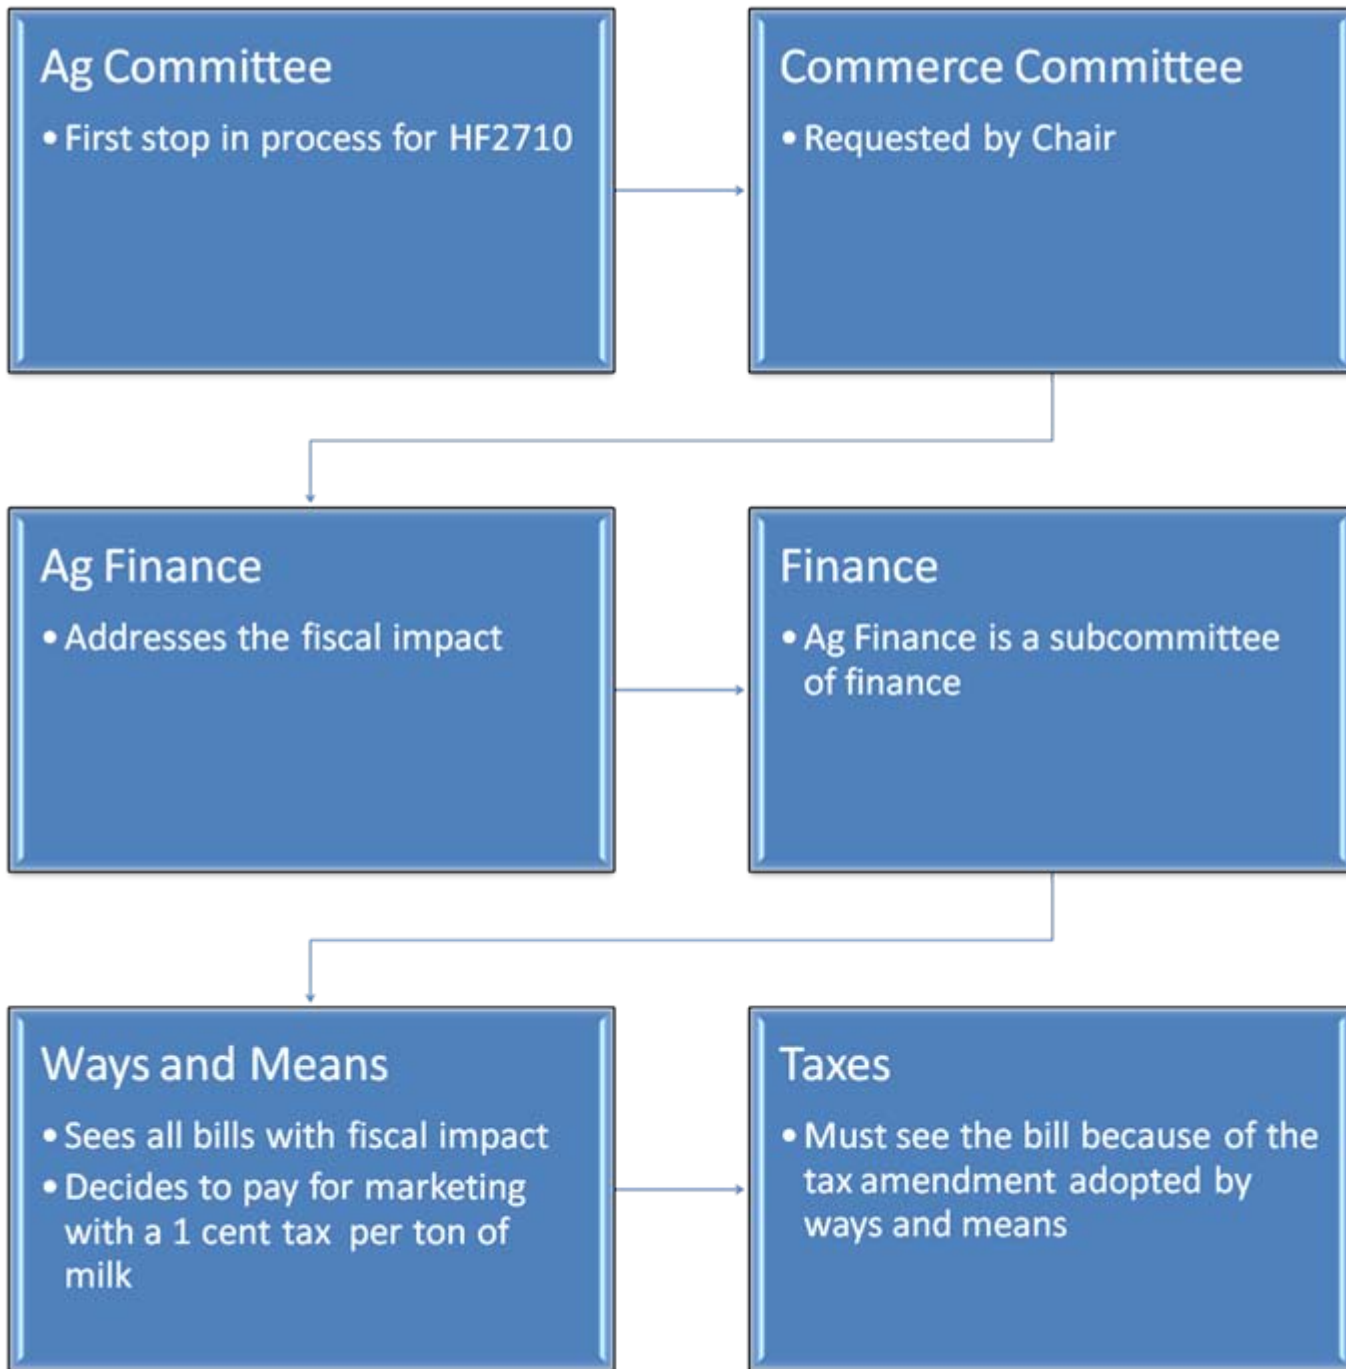 Ag Committee
• First stop in process for HF2710
Commerce Committee
• Requested by Chair
Ag Finance
• Addresses the fiscal impact
Finance
• Ag Finance is a subcommittee
of finance
Ways and Means
• Sees all bills with fiscal impact
• Decides to pay for marketing
with a 1 cent tax per ton of
milk
Taxes
• Must see the bill because of the
tax amendment adopted by
ways and means